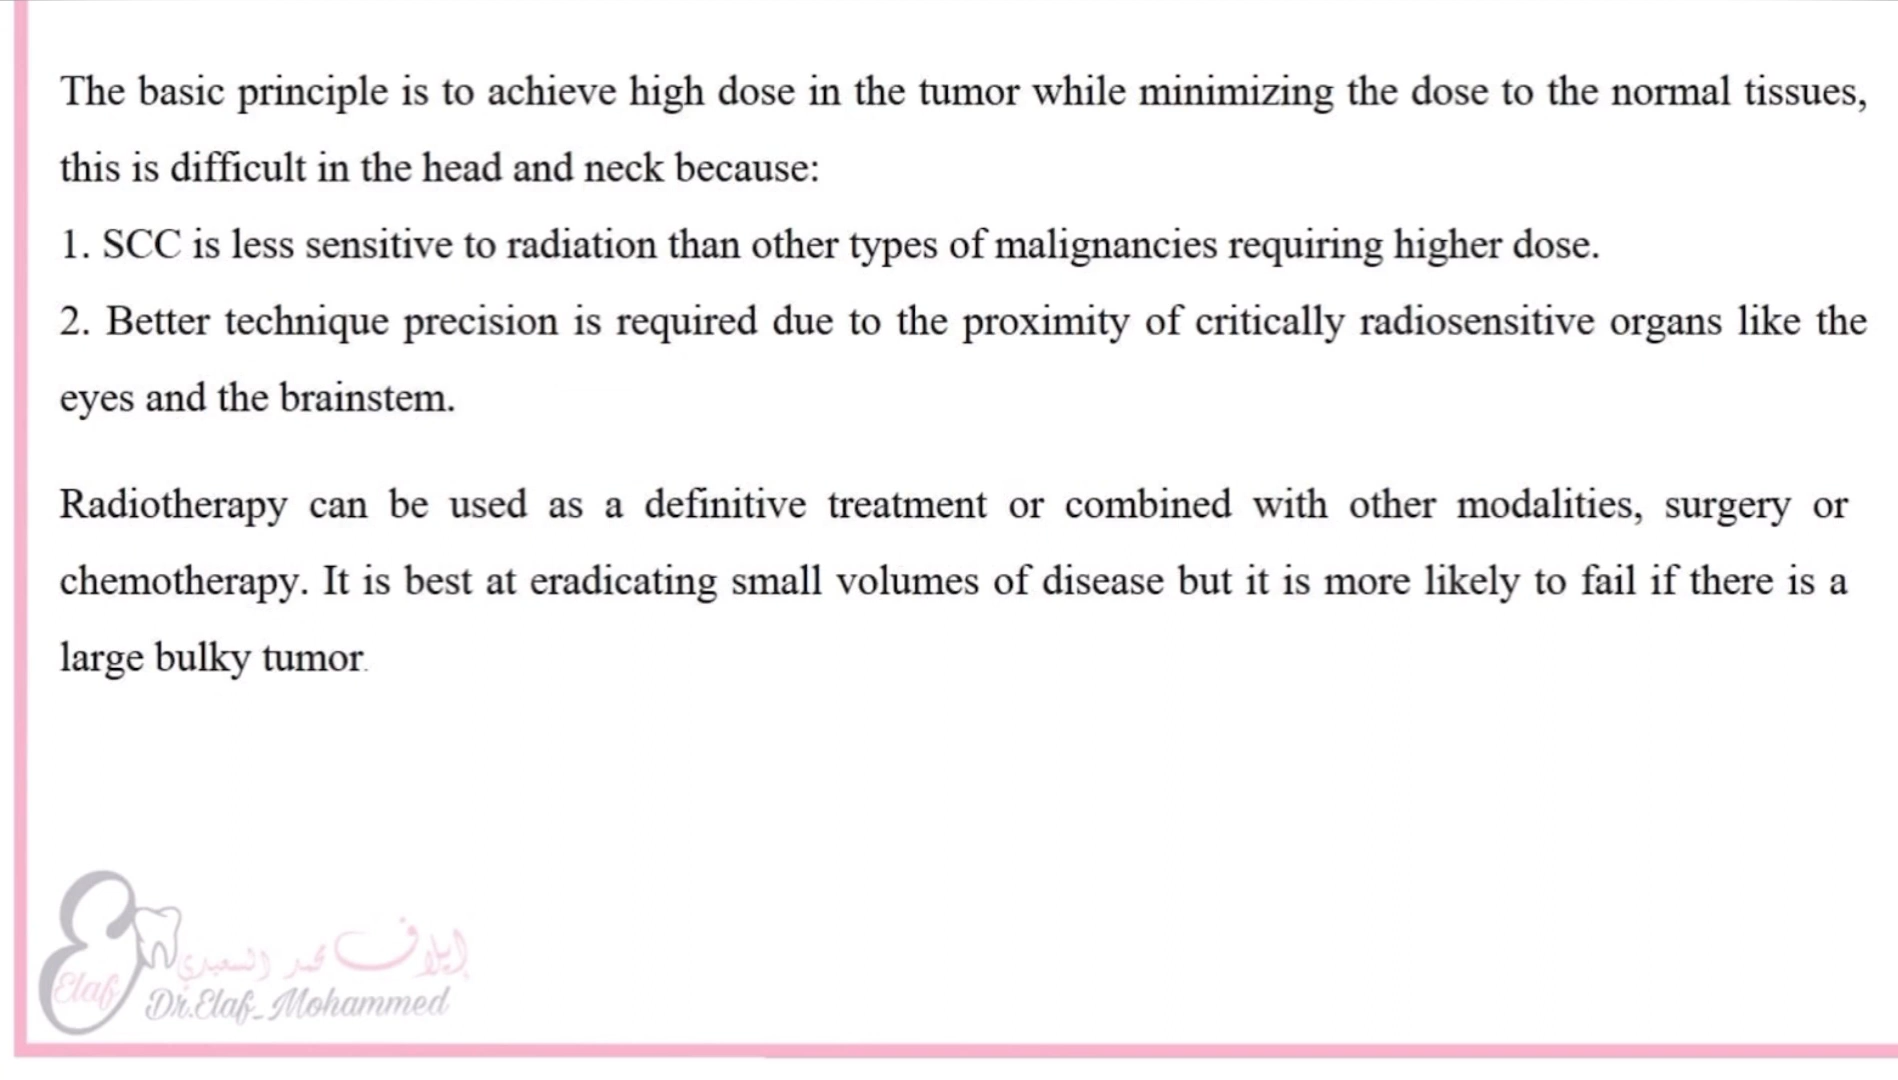 The basic principle is to achieve high dose in the tumor while minimizing the dose to the normal tissues,
this is difficult in the head and neck because:
1. SCC is less sensitive to radiation than other types of malignancies requiring higher dose.
2. Better technique precision is required due to the proximity of critically radiosensitive organs like the
eyes and the brainstem.
Radiotherapy can be used as a definitive treatment or combined with other modalities, surgery or
chemotherapy. It is best at eradicating small volumes of disease but it is more likely to fail if there is a
large bulky tumor.
إيلاف محمد السعيدي
Elaf
Dr.Elaf_Mohammed